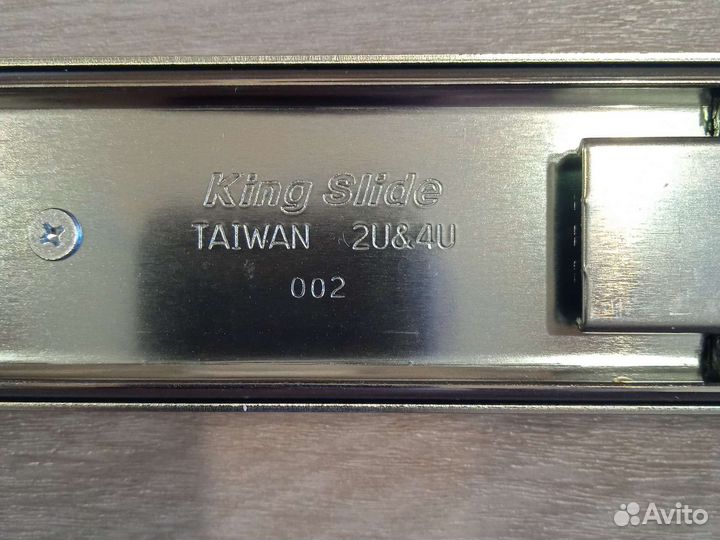 King Slide
TAIWAN 2U&4U
002
Avito